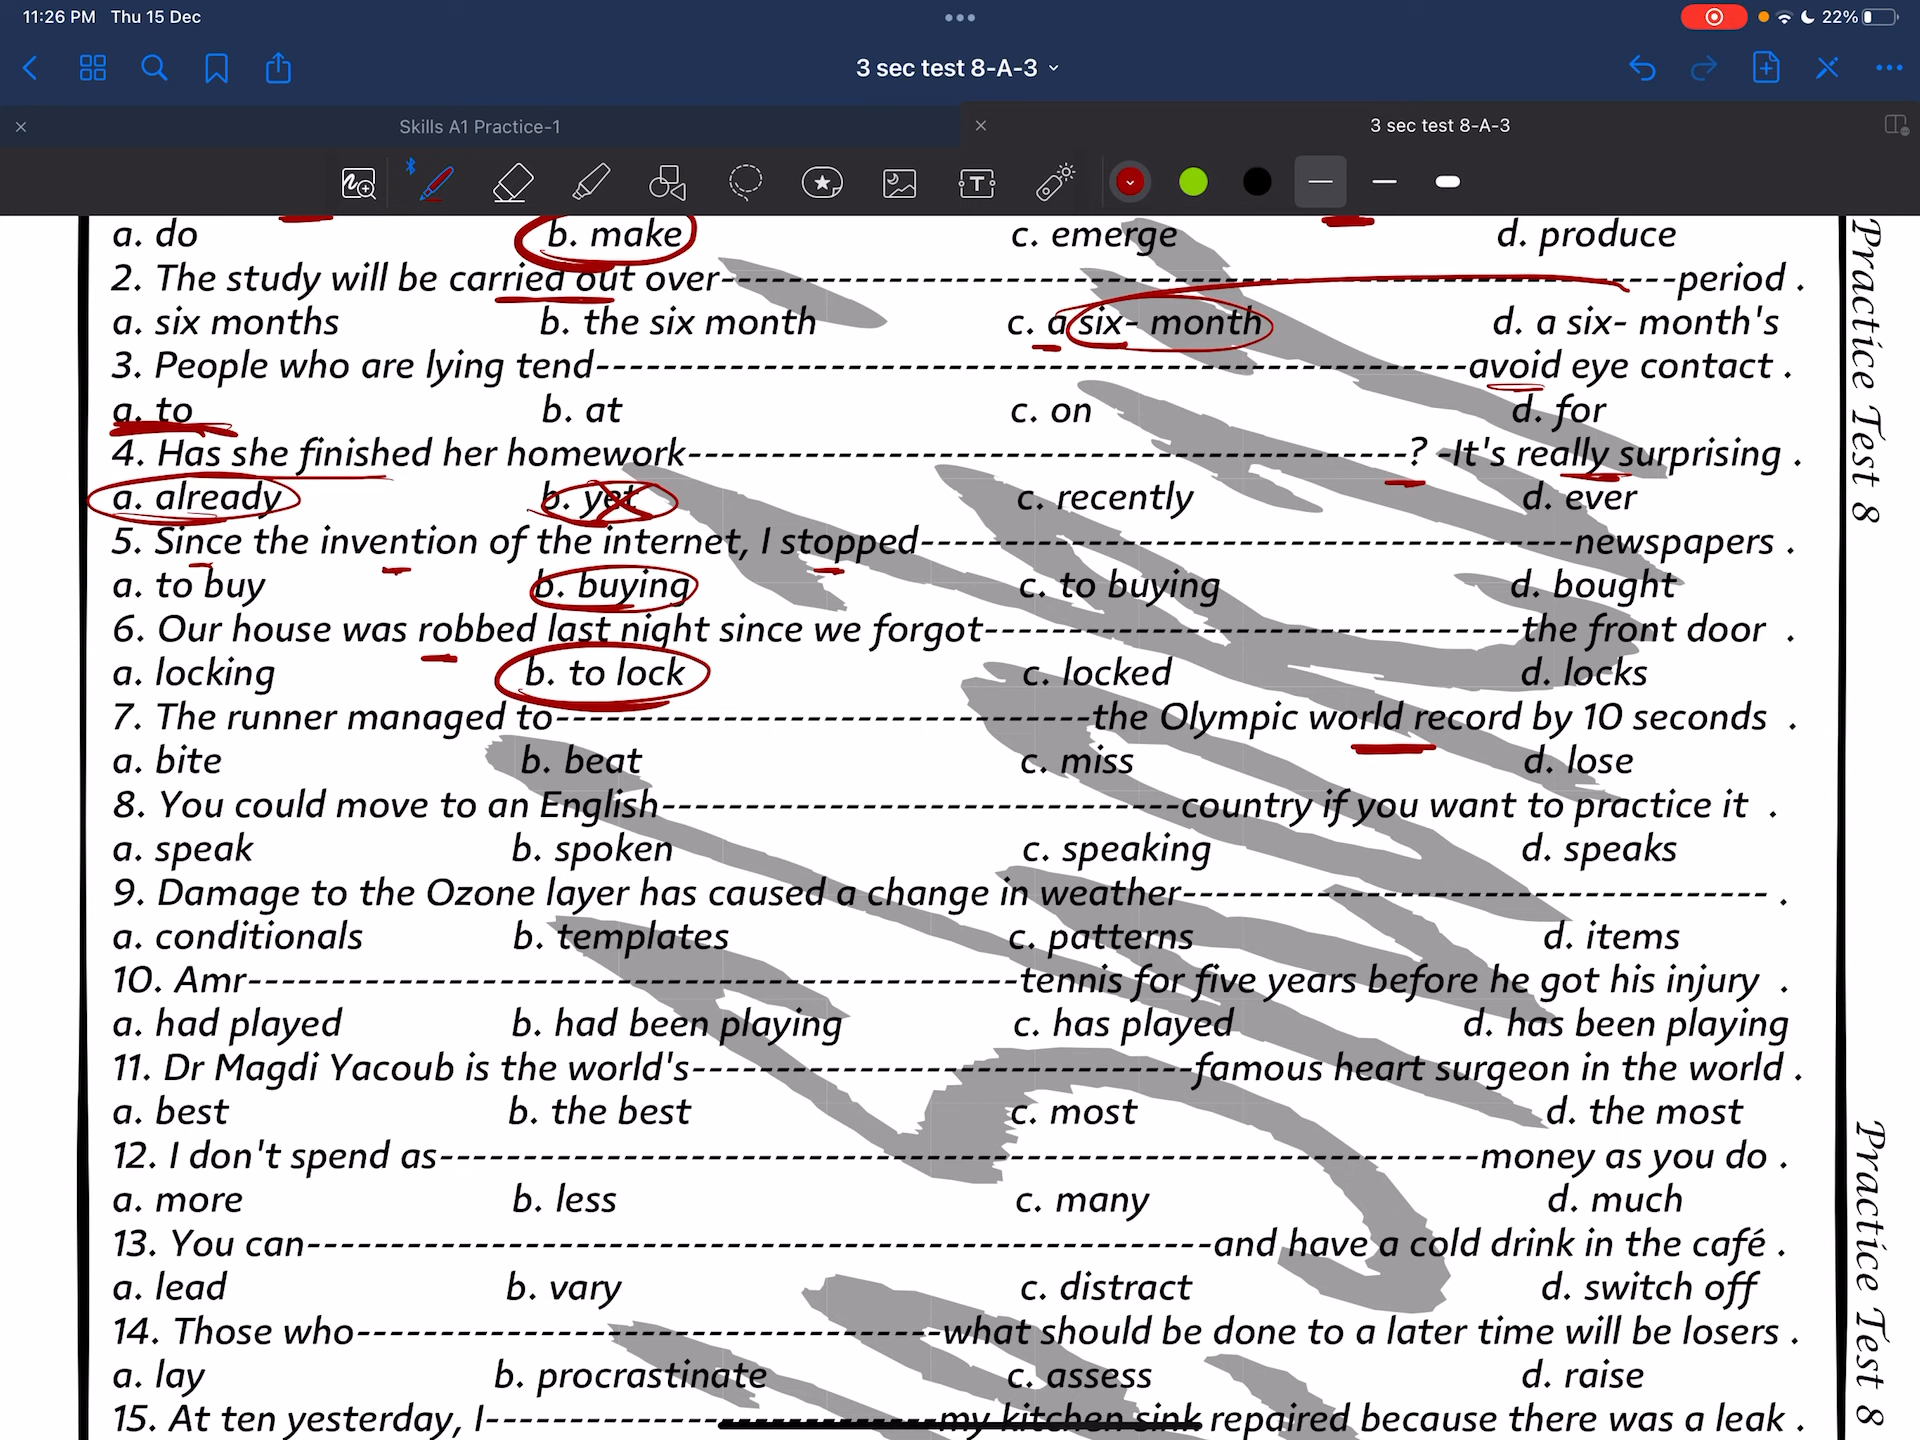 11:26 PM Thu 15 Dec
22%
3 sec test 8-A-3
Skills A1 Practice-1
3 sec test 8-A-3
a. do b. make c. emerge d. produce
2. The study will be carried out over--------------------period .
a. six months b. the six month c. a six- month d. a six- month's
3. People who are lying tend--------------------avoid eye contact .
a. to b. at c. on d. for
4. Has she finished her homework--------------------? -It's really surprising .
a. already b. yet c. recently d. ever
5. Since the invention of the internet, I stopped--------------------newspapers .
a. to buy b. buying c. to buying d. bought
6. Our house was robbed last night since we forgot--------------------the front door .
a. locking b. to lock c. locked d. locks
7. The runner managed to--------------------the Olympic world record by 10 seconds .
a. bite b. beat c. miss d. lose
8. You could move to an English--------------------country if you want to practice it .
a. speak b. spoken c. speaking d. speaks
9. Damage to the Ozone layer has caused a change in weather-------------------- .
a. conditionals b. templates c. patterns d. items
10. Amr--------------------tennis for five years before he got his injury .
a. had played b. had been playing c. has played d. has been playing
11. Dr Magdi Yacoub is the world's--------------------famous heart surgeon in the world .
a. best b. the best c. most d. the most
12. I don't spend as--------------------money as you do .
a. more b. less c. many d. much
13. You can--------------------and have a cold drink in the café .
a. lead b. vary c. distract d. switch off
14. Those who--------------------what should be done to a later time will be losers .
a. lay b. procrastinate c. assess d. raise
15. At ten yesterday, I--------------------my kitchen sink repaired because there was a leak .
Practice Test 8
Practice Test 8